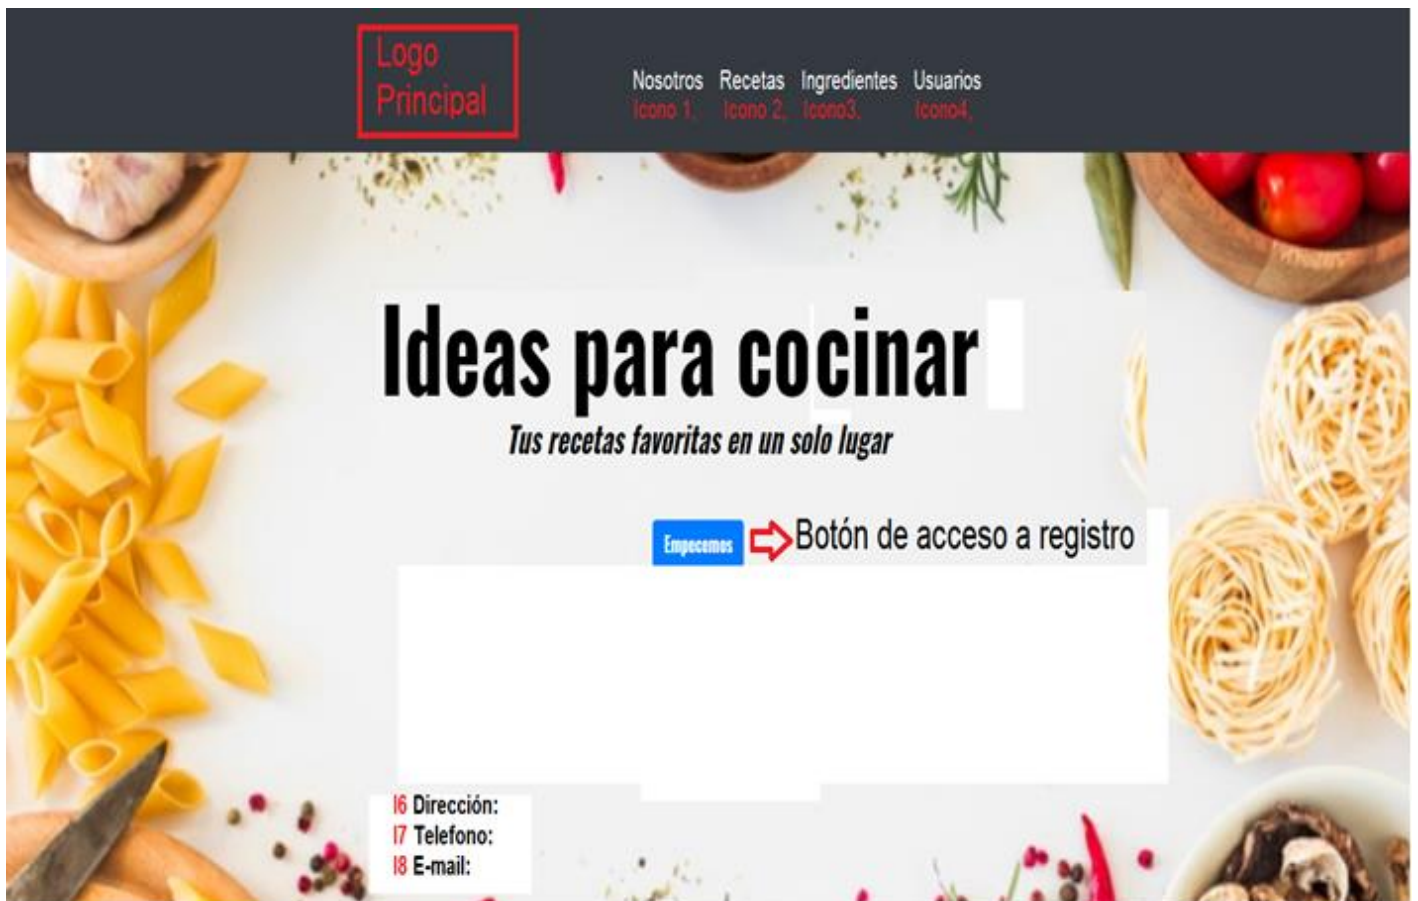 Logo
Principal
Nosotros Recetas Ingredientes Usuarios
Icono 1, Icono 2, Icono3, Icono4,
Ideas para cocinar
Tus recetas favoritas en un solo lugar
Empecemos Botón de acceso a registro
I6 Dirección:
I7 Telefono:
I8 E-mail: